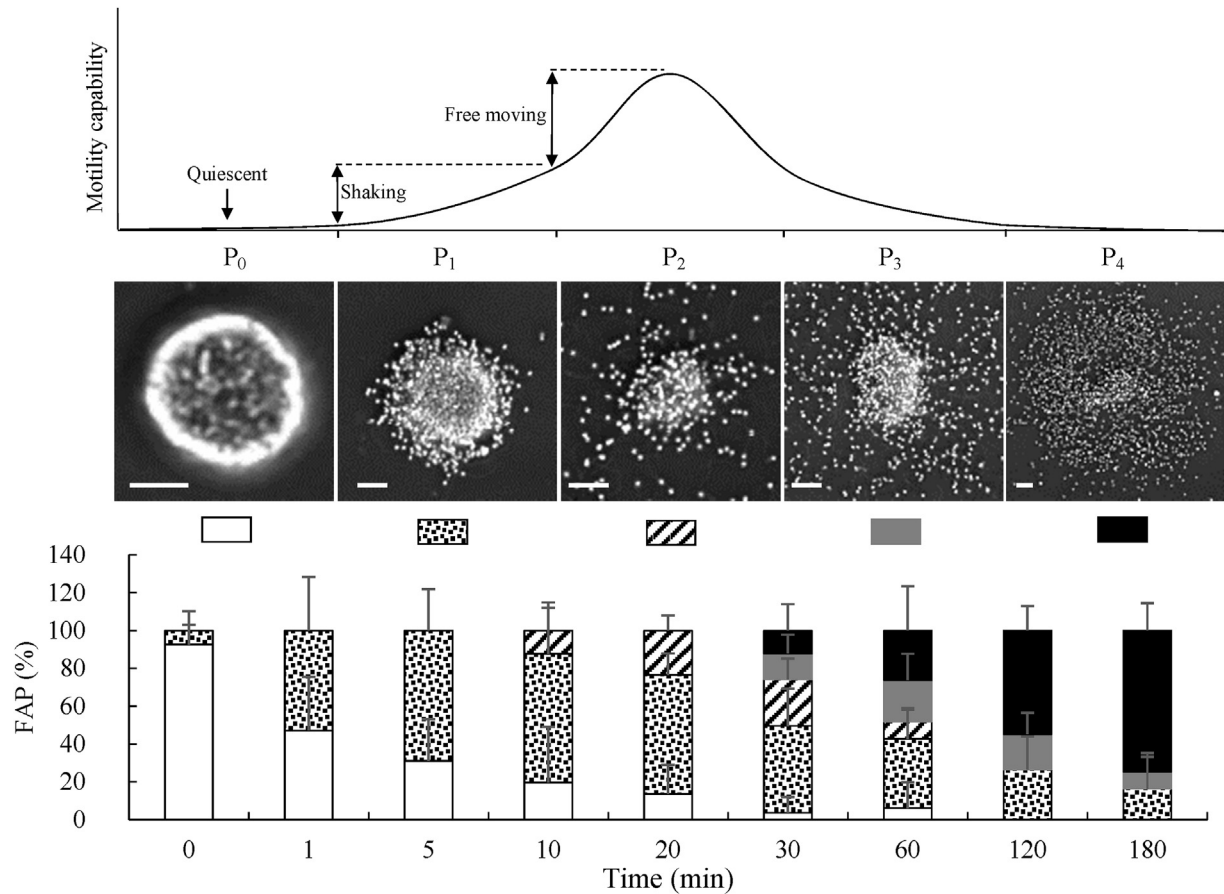 Motility capability
Free moving
Quiescent
Shaking
P₀ P₁ P₂ P₃ P₄
FAP (%)
140
120
100
80
60
40
20
0
0 1 5 10 20 30 60 120 180
Time (min)